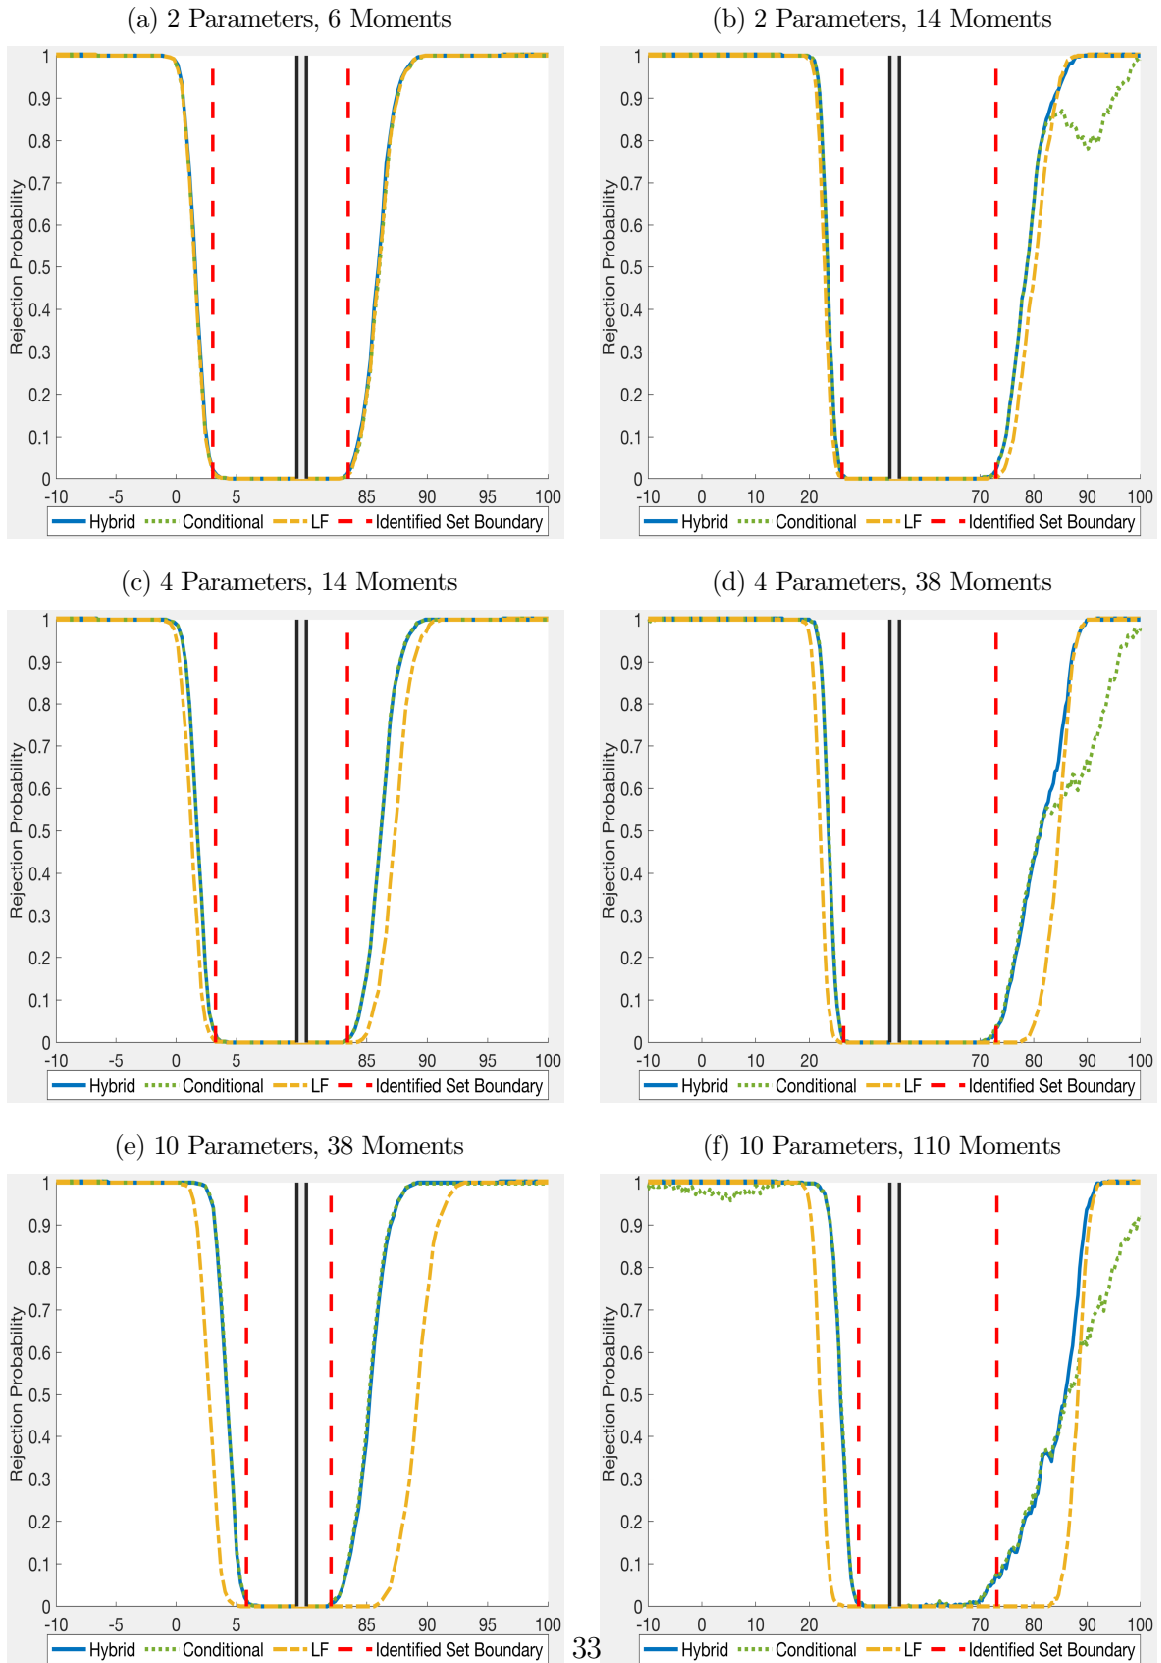 (a) 2 Parameters, 6 Moments
1
0.9
0.8
0.7
0.6
0.5
0.4
0.3
0.2
0.1
0
Rejection Probability
-10 -5 0 5 85 90 95 100
Hybrid Conditional LF Identified Set Boundary
(b) 2 Parameters, 14 Moments
1
0.9
0.8
0.7
0.6
0.5
0.4
0.3
0.2
0.1
0
Rejection Probability
-10 0 10 20 70 80 90 100
Hybrid Conditional LF Identified Set Boundary
(c) 4 Parameters, 14 Moments
1
0.9
0.8
0.7
0.6
0.5
0.4
0.3
0.2
0.1
0
Rejection Probability
-10 -5 0 5 85 90 95 100
Hybrid Conditional LF Identified Set Boundary
(d) 4 Parameters, 38 Moments
1
0.9
0.8
0.7
0.6
0.5
0.4
0.3
0.2
0.1
0
Rejection Probability
-10 0 10 20 70 80 90 100
Hybrid Conditional LF Identified Set Boundary
(e) 10 Parameters, 38 Moments
1
0.9
0.8
0.7
0.6
0.5
0.4
0.3
0.2
0.1
0
Rejection Probability
-10 -5 0 5 85 90 95 100
Hybrid Conditional LF Identified Set Boundary
(f) 10 Parameters, 110 Moments
1
0.9
0.8
0.7
0.6
0.5
0.4
0.3
0.2
0.1
0
Rejection Probability
-10 0 10 20 70 80 90 100
Hybrid Conditional LF Identified Set Boundary
33